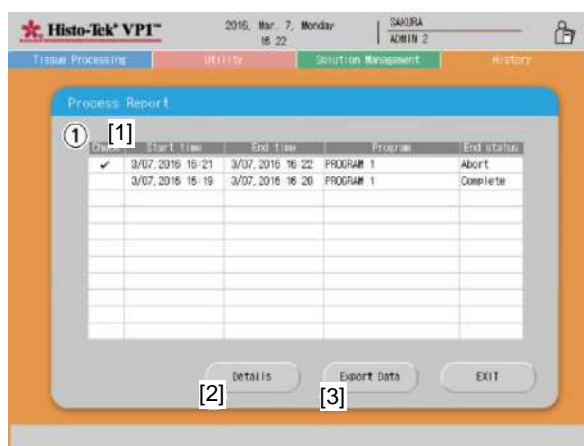 Histo-Tek® VP1™
2016, Mar. 7, Monday
16 22
SAKURA
ADMIN 2
Tissue Processing
Utility
Solution Management
History
Process Report
① [1]
Check Start time End time Program End status
✓ 3/07,2016 16:21 3/07,2016 16 22 PROGRAM 1 Abort
3/07,2016 16:19 3/07,2016 16 20 PROGRAM 1 Complete
Details Export Data EXIT
[2] [3]